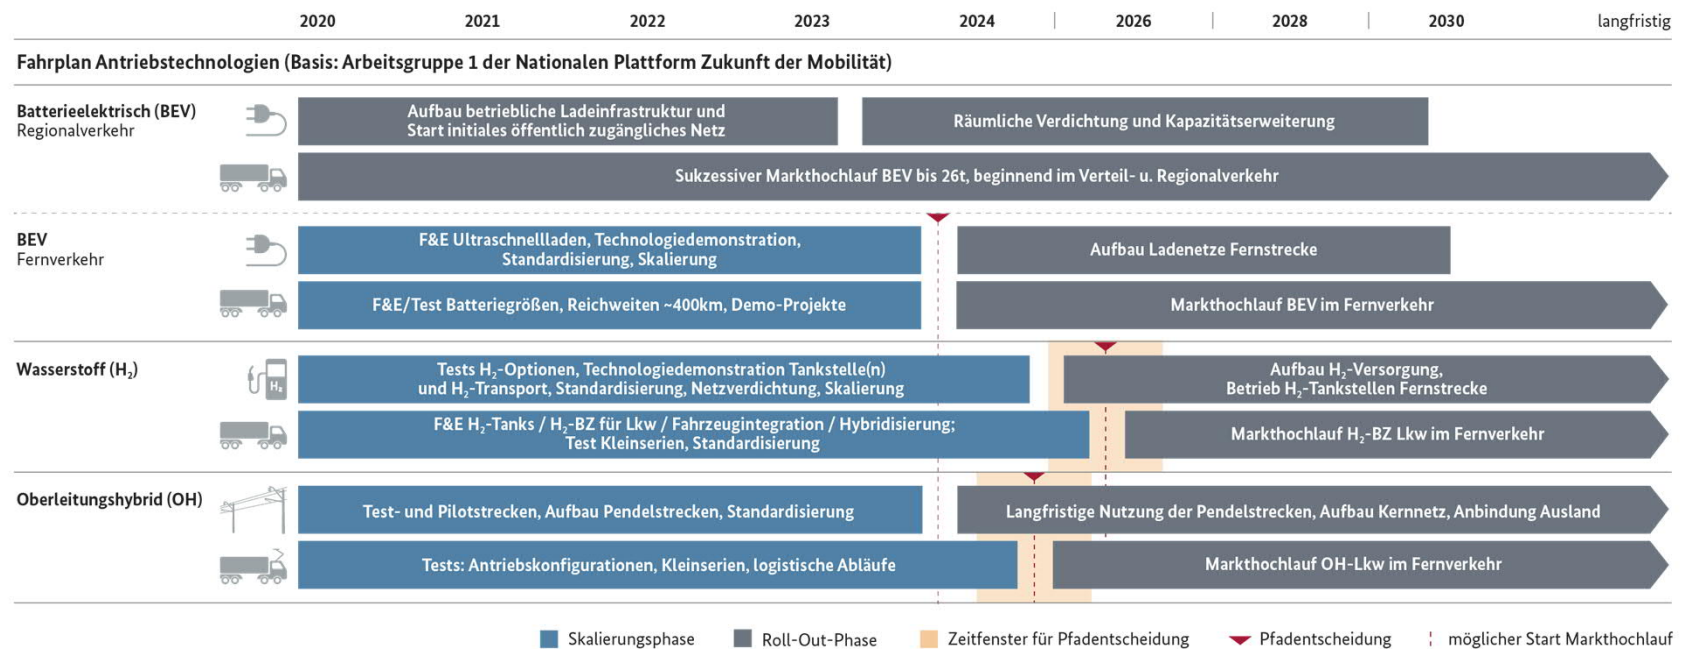 2020 2021 2022 2023 2024 2026 2028 2030 langfristig
Fahrplan Antriebstechnologien (Basis: Arbeitsgruppe 1 der Nationalen Plattform Zukunft der Mobilität)
Batterieelektrisch (BEV)
Regionalverkehr
Aufbau betriebliche Ladeinfrastruktur und
Start initiales öffentlich zugängliches Netz
Räumliche Verdichtung und Kapazitätserweiterung
Sukzessiver Markthochlauf BEV bis 26t, beginnend im Verteil- u. Regionalverkehr
BEV
Fernverkehr
F&E Ultraschnellladen, Technologiedemonstration,
Standardisierung, Skalierung
Aufbau Ladenetze Fernstrecke
F&E/Test Batteriegrößen, Reichweiten ~400km, Demo-Projekte
Markthochlauf BEV im Fernverkehr
Wasserstoff (H₂)
H₂
Tests H₂-Optionen, Technologiedemonstration Tankstelle(n)
und H₂-Transport, Standardisierung, Netzverdichtung, Skalierung
Aufbau H₂-Versorgung,
Betrieb H₂-Tankstellen Fernstrecke
F&E H₂-Tanks / H₂-BZ für Lkw / Fahrzeugintegration / Hybridisierung;
Test Kleinserien, Standardisierung
Markthochlauf H₂-BZ Lkw im Fernverkehr
Oberleitungshybrid (OH)
Test- und Pilotstrecken, Aufbau Pendelstrecken, Standardisierung
Langfristige Nutzung der Pendelstrecken, Aufbau Kernnetz, Anbindung Ausland
Tests: Antriebskonfigurationen, Kleinserien, logistische Abläufe
Markthochlauf OH-Lkw im Fernverkehr
Skalierungsphase Roll-Out-Phase Zeitfenster für Pfadentscheidung Pfadentscheidung möglicher Start Markthochlauf